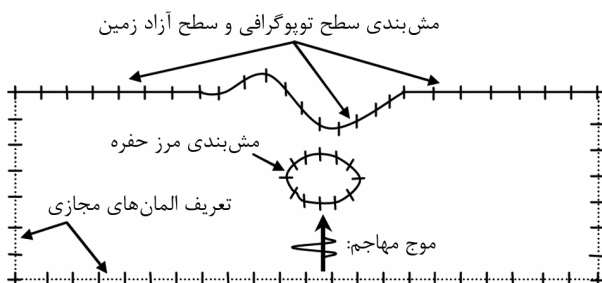 مش‌بندی سطح توپوگرافی و سطح آزاد زمین
مش‌بندی مرز حفره
تعریف المان‌های مجازی
موج مهاجم: